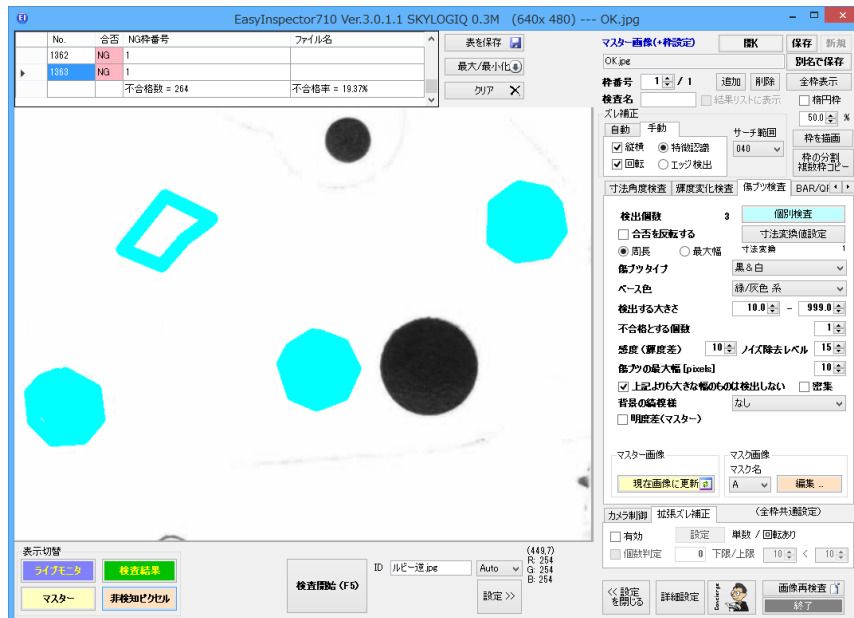 EI
EasyInspector710 Ver.3.0.1.1 SKYLOGIQ 0.3M (640x 480) --- OK.jpg
No. 合否 NG枠番号 ファイル名
1362 NG 1
1363 NG 1
不合格数 = 264 不合格率 = 19.37%
表を保存
最大/最小化
クリア
マスター画像(+枠設定) 開く 保存 新規
OK.jpg 別名で保存
枠番号 1 / 1 追加 削除 全枠表示
検査名 結果リストに表示 楕円枠
ズレ補正 50.0 %
自動 手動 サーチ範囲 枠を描画
縦横 特徴認識 040
回転 エッジ検出 枠の分割
複数枠コピー
寸法角度検査 輝度変化検査 傷ブツ検査 BAR/QF
検出個数 3 個別検査
合否を反転する 寸法変換値設定
周長 最大幅 寸法変換 1
傷ブツタイプ 黒&白
ベース色 緑/灰色 系
検出する大きさ 10.0 - 999.0
不合格とする個数 1
感度(輝度差) 10 ノイズ除去レベル 15
傷ブツの最大幅 [pixels] 10
上記よりも大きな幅のものは検出しない 密集
背景の縞模様 なし
明度差(マスター)
マスター画像 マスク画像
マスク名
現在画像に更新 A 編集 ..
カメラ制御 拡張ズレ補正 (全枠共通設定)
有効 設定 単数 / 回転あり
個数判定 0 下限/上限 10 < 10
表示切替
ライブモニタ 検査結果
マスター 非検知ピクセル
検査開始 (F5)
ID ルビー逆.jpg Auto
設定 >>
(449,7)
R: 254
G: 254
B: 254
<< 設定
を閉じる
詳細設定
Concierge
画像再検査
終了